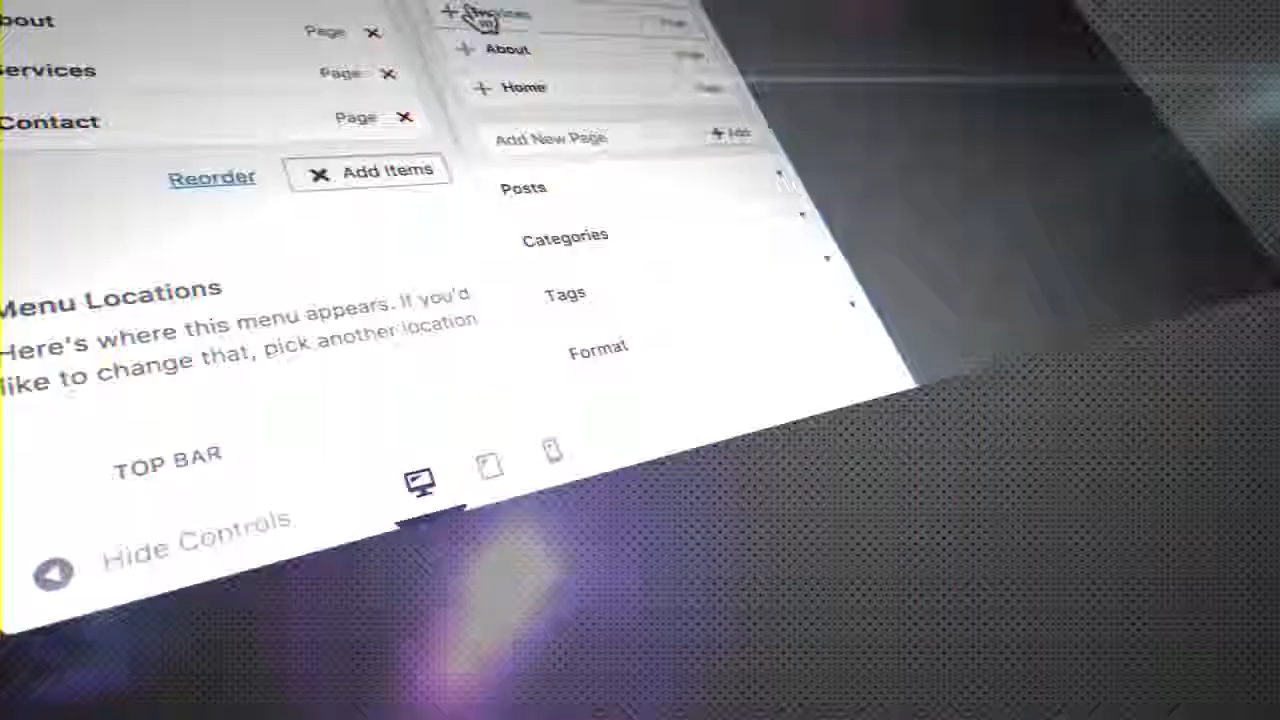 bout Page
ervices Page
Contact Page
Reorder Add Items
Menu Locations
Here's where this menu appears. If you'd
like to change that, pick another location
TOP BAR
Hide Controls
About
Home
Add New Page Add
Posts
Categories
Tags
Format